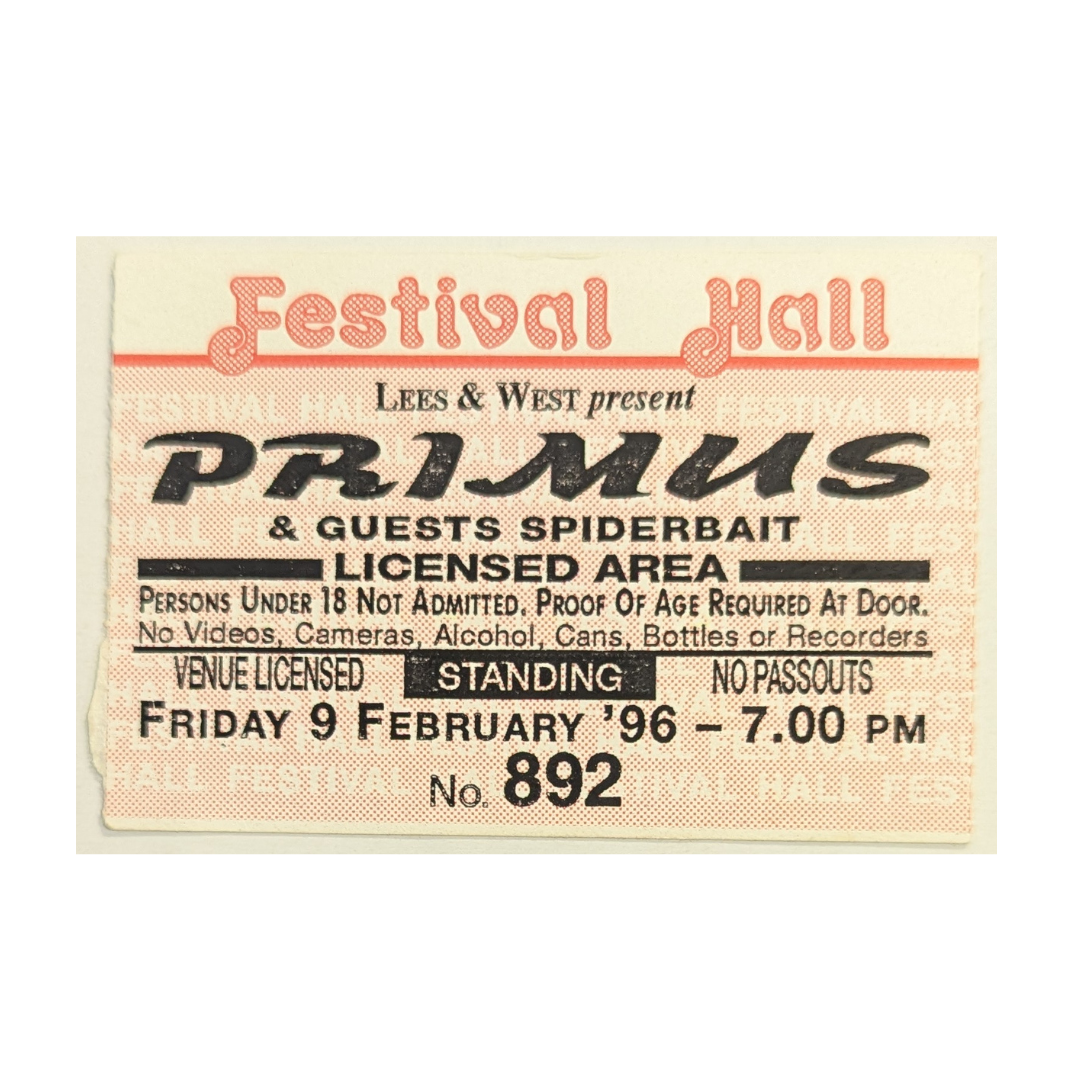 Festival Hall
LEES & WEST present
PRIMUS
& GUESTS SPIDERBAIT
LICENSED AREA
PERSONS UNDER 18 NOT ADMITTED. PROOF OF AGE REQUIRED AT DOOR.
No Videos, Cameras, Alcohol, Cans, Bottles or Recorders
VENUE LICENSED STANDING NO PASSOUTS
FRIDAY 9 FEBRUARY '96 – 7.00 PM
No. 892